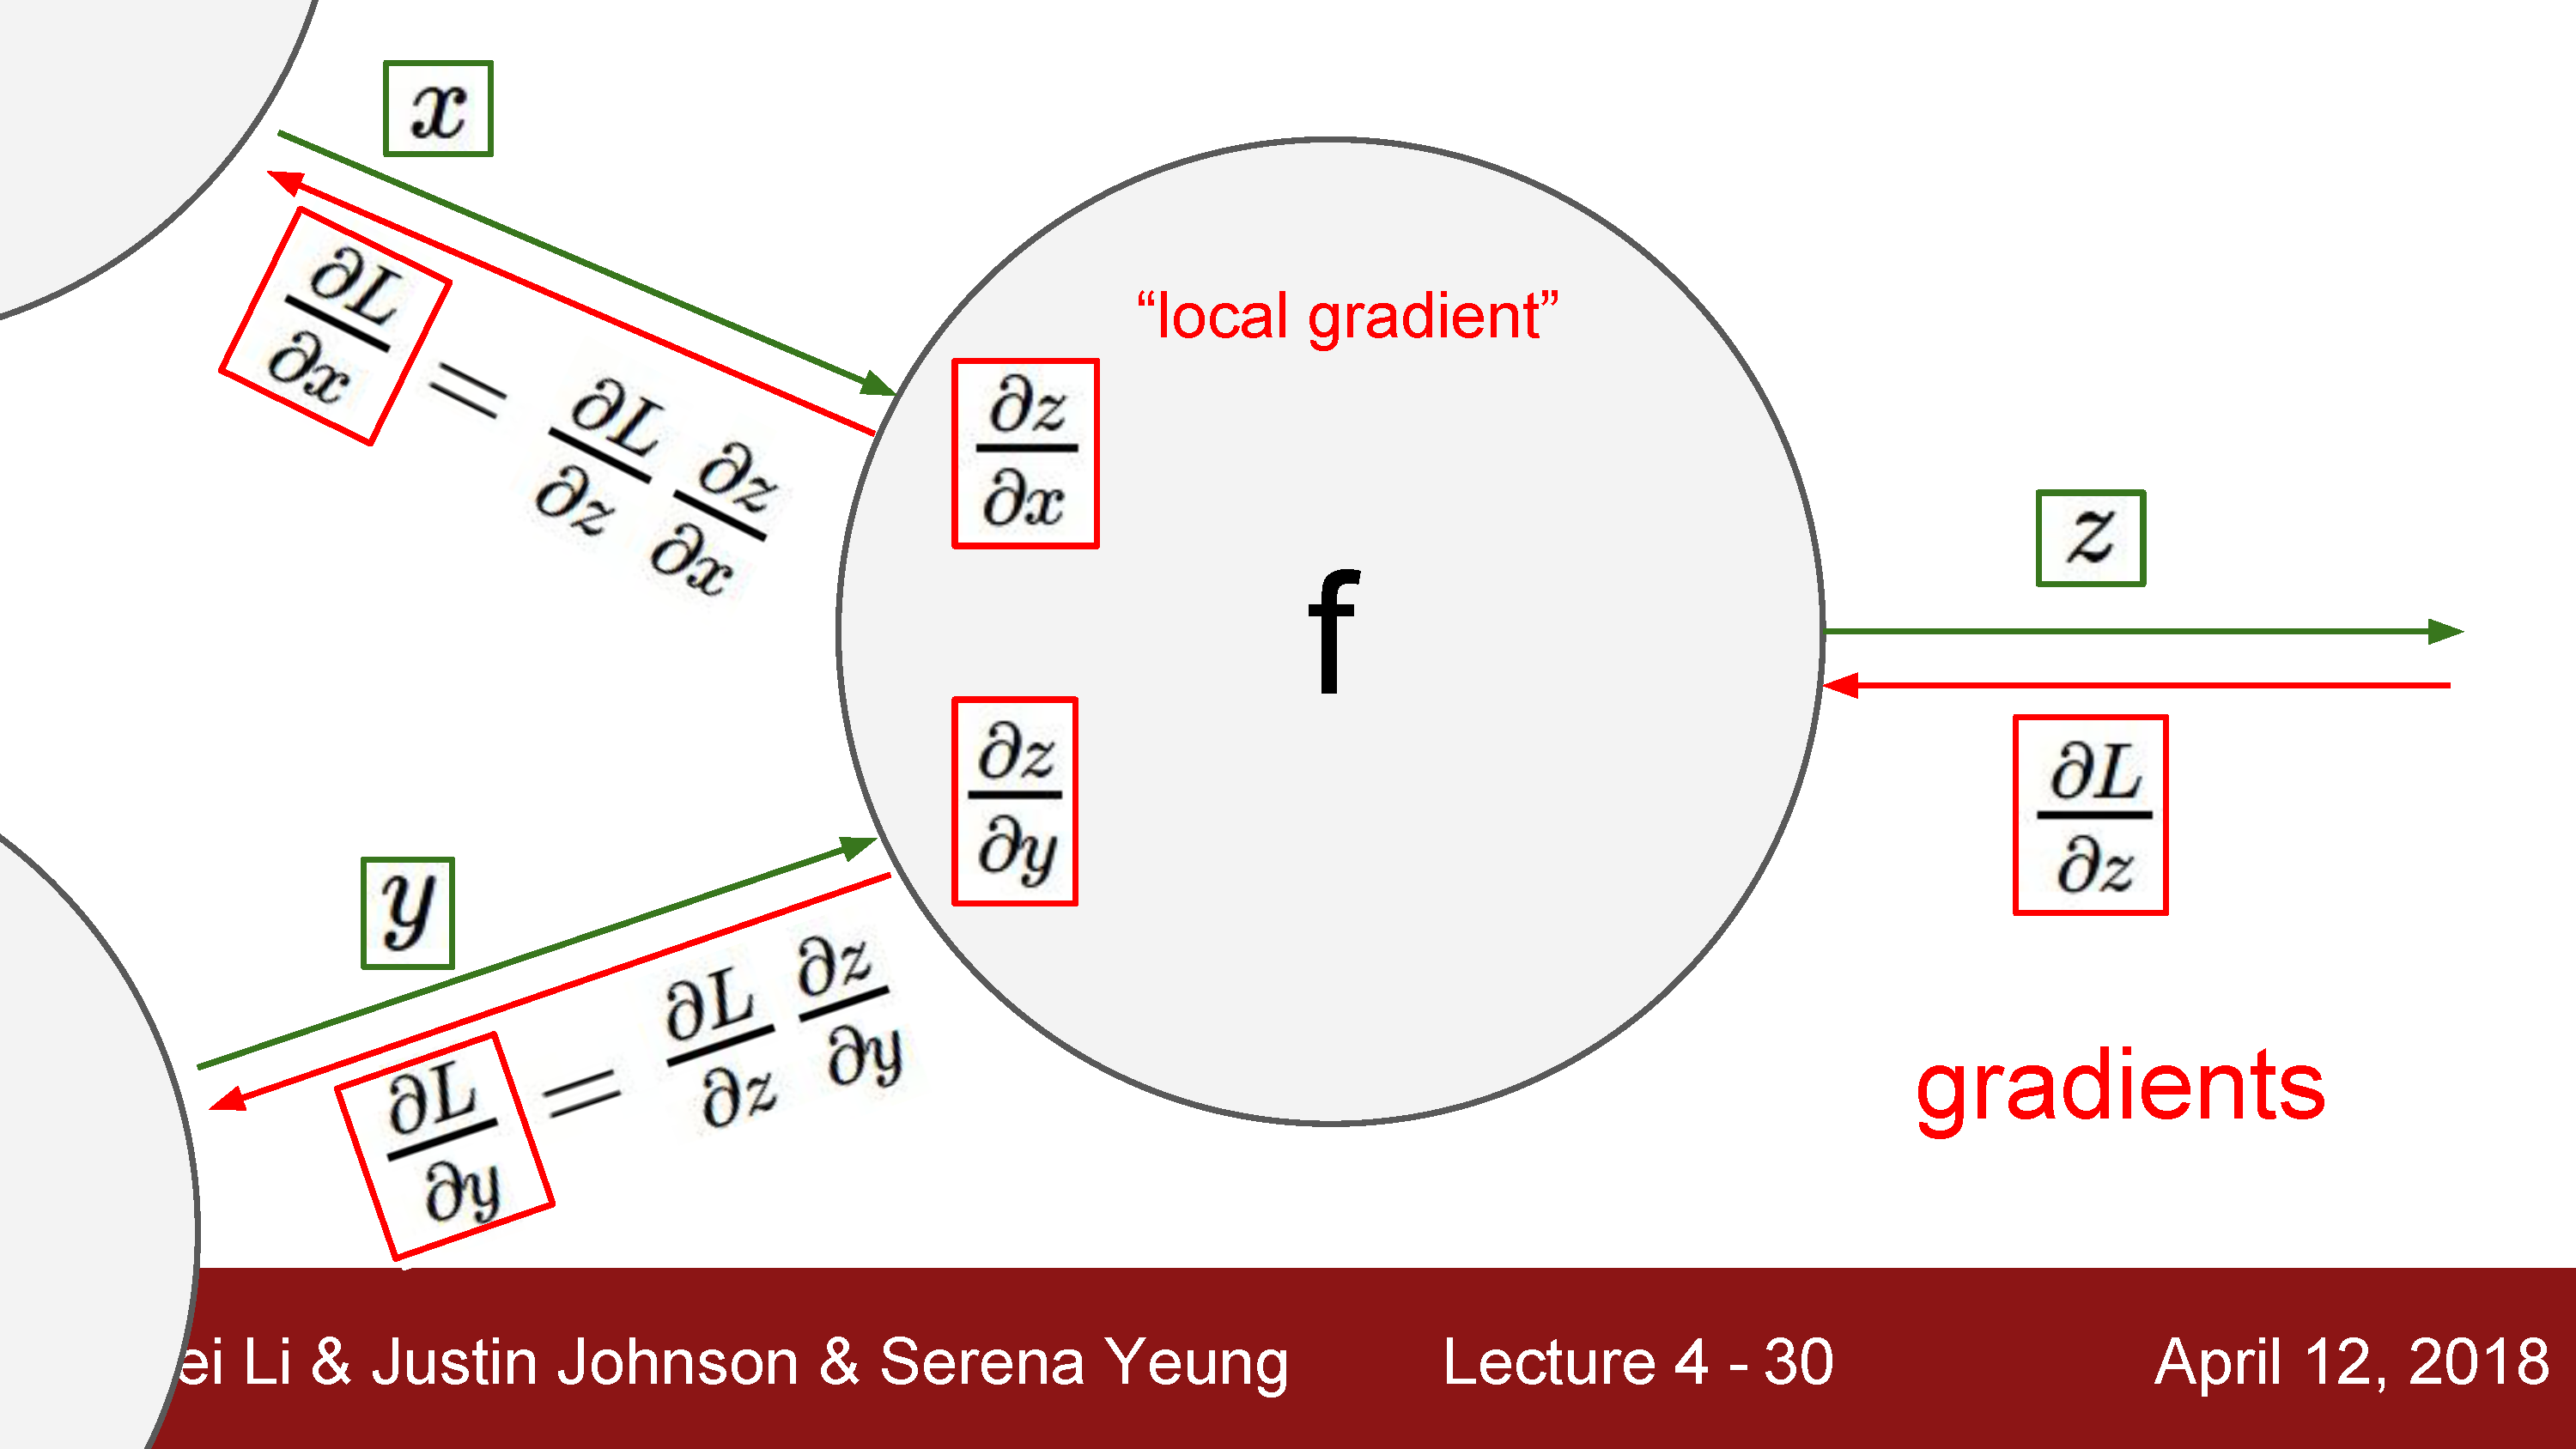 x
∂L/∂x = ∂L/∂z ∂z/∂x
“local gradient”
∂z/∂x
f
z
∂z/∂y
∂L/∂z
y
∂L/∂y = ∂L/∂z ∂z/∂y
gradients
ei Li & Justin Johnson & Serena Yeung
Lecture 4 - 30
April 12, 2018